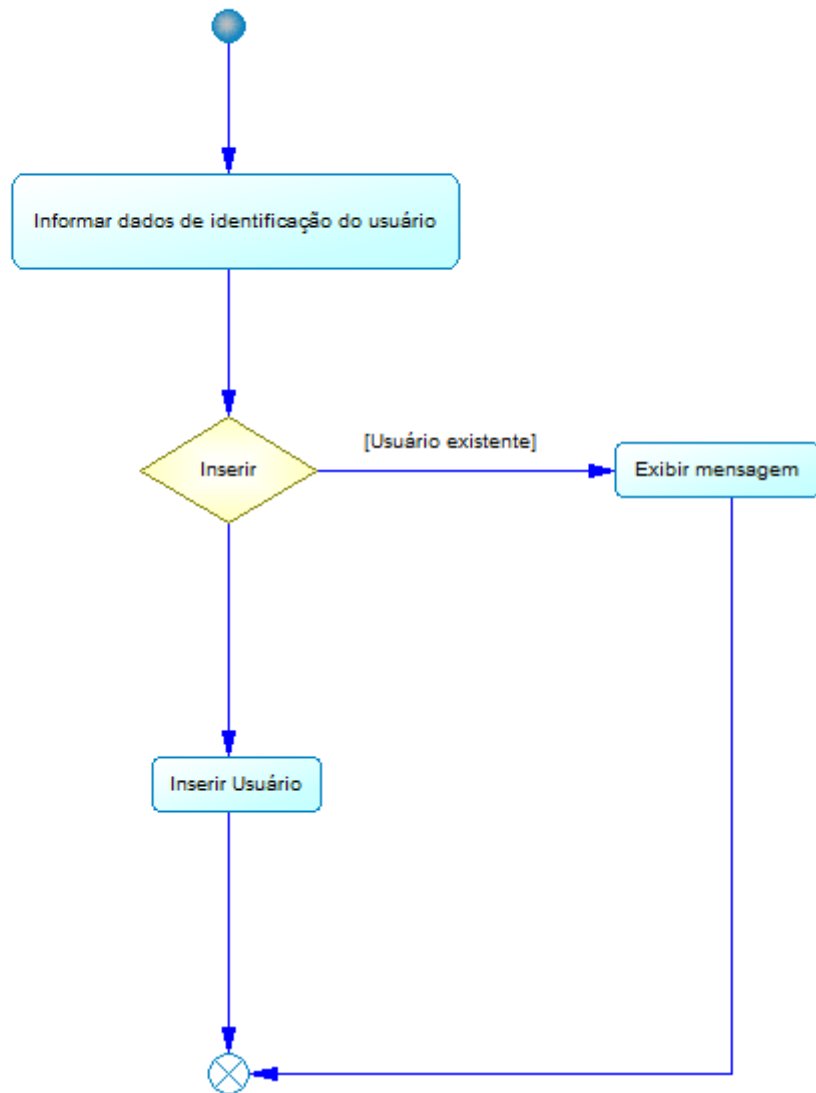 Informar dados de identificação do usuário
[Usuário existente]
Inserir
Exibir mensagem
Inserir Usuário